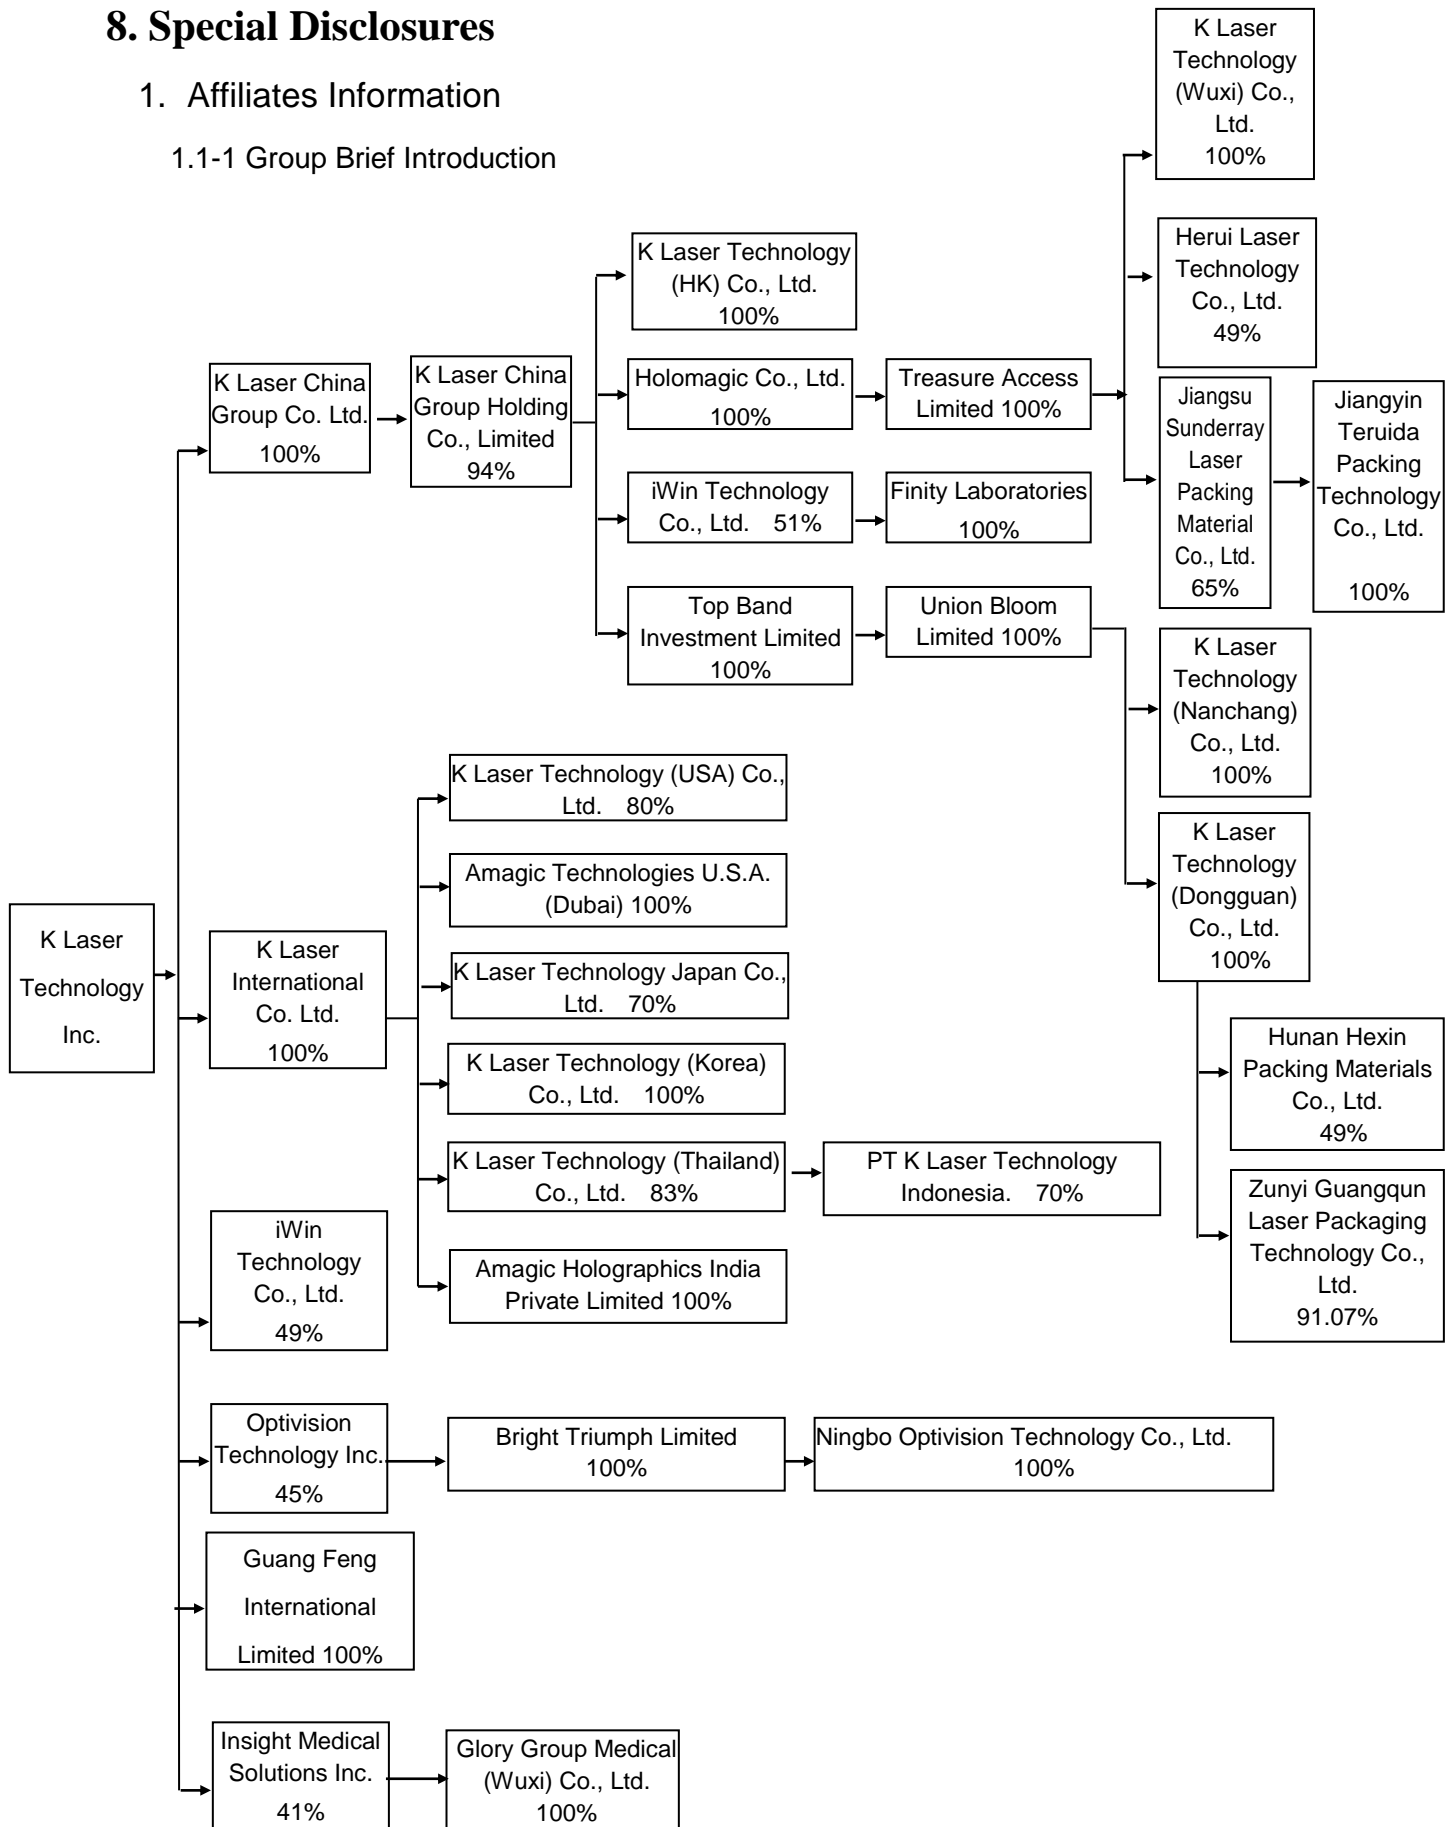 8. Special Disclosures
1. Affiliates Information
1.1-1 Group Brief Introduction
K Laser
Technology
Inc.
K Laser China
Group Co. Ltd.
100%
K Laser China
Group Holding
Co., Limited
94%
K Laser Technology
(HK) Co., Ltd.
100%
Holomagic Co., Ltd.
100%
Treasure Access
Limited 100%
K Laser
Technology
(Wuxi) Co.,
Ltd.
100%
Herui Laser
Technology
Co., Ltd.
49%
Jiangsu
Sunderray
Laser
Packing
Material
Co., Ltd.
65%
Jiangyin
Teruida
Packing
Technology
Co., Ltd.
100%
iWin Technology
Co., Ltd. 51%
Finity Laboratories
100%
Top Band
Investment Limited
100%
Union Bloom
Limited 100%
K Laser
Technology
(Nanchang)
Co., Ltd.
100%
K Laser
Technology
(Dongguan)
Co., Ltd.
100%
Hunan Hexin
Packing Materials
Co., Ltd.
49%
Zunyi Guangqun
Laser Packaging
Technology Co.,
Ltd.
91.07%
K Laser
International
Co. Ltd.
100%
K Laser Technology (USA) Co.,
Ltd. 80%
Amagic Technologies U.S.A.
(Dubai) 100%
K Laser Technology Japan Co.,
Ltd. 70%
K Laser Technology (Korea)
Co., Ltd. 100%
K Laser Technology (Thailand)
Co., Ltd. 83%
PT K Laser Technology
Indonesia. 70%
Amagic Holographics India
Private Limited 100%
iWin
Technology
Co., Ltd.
49%
Optivision
Technology Inc.
45%
Bright Triumph Limited
100%
Ningbo Optivision Technology Co., Ltd.
100%
Guang Feng
International
Limited 100%
Insight Medical
Solutions Inc.
41%
Glory Group Medical
(Wuxi) Co., Ltd.
100%